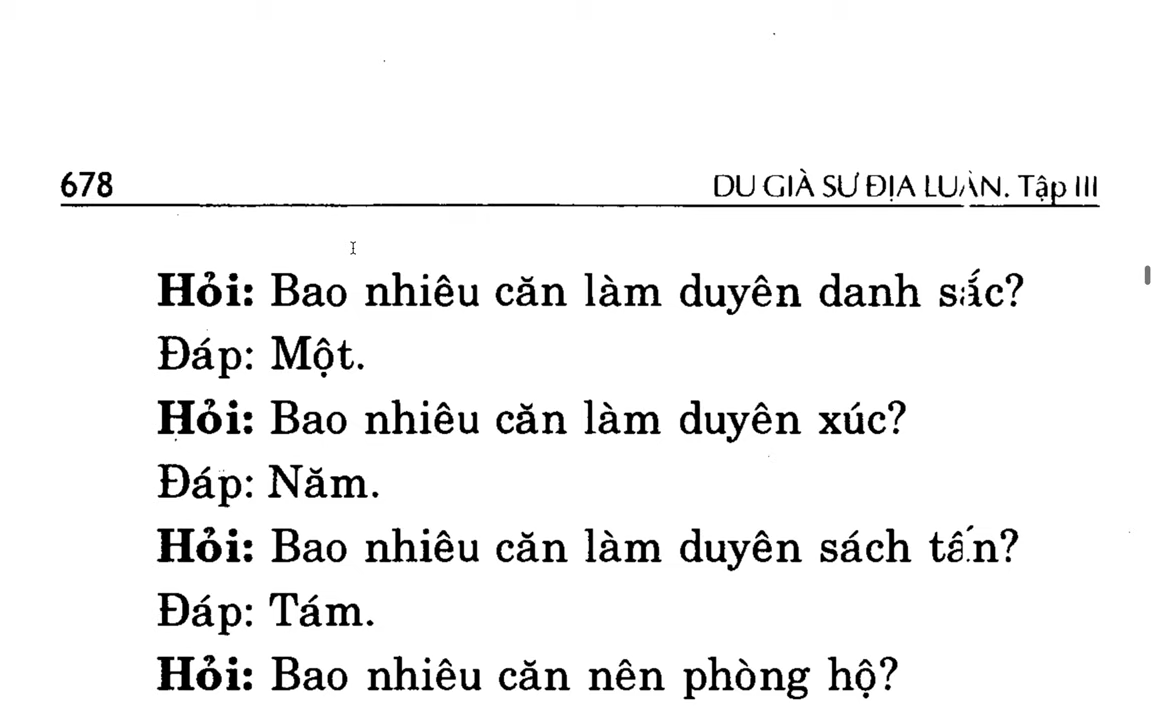 678 DU GIÀ SƯ ĐỊA LUẬN. Tập III
Hỏi: Bao nhiêu căn làm duyên danh sắc?
Đáp: Một.
Hỏi: Bao nhiêu căn làm duyên xúc?
Đáp: Năm.
Hỏi: Bao nhiêu căn làm duyên sách tấn?
Đáp: Tám.
Hỏi: Bao nhiêu căn nên phòng hộ?